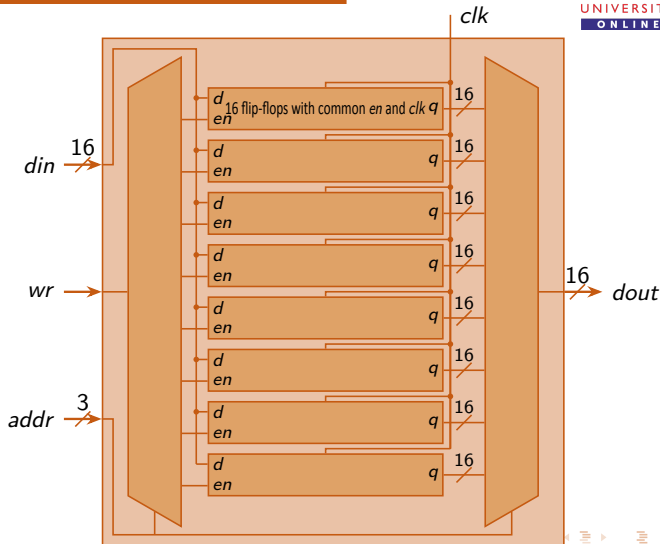 clk
UNIVERSIT
ONLINE
d
16 flip-flops with common en and clk
q
16
en
d
en
q
16
d
en
q
16
d
en
q
16
d
en
q
16
d
en
q
16
d
en
q
16
d
en
q
16
din
16
wr
addr
3
16
dout